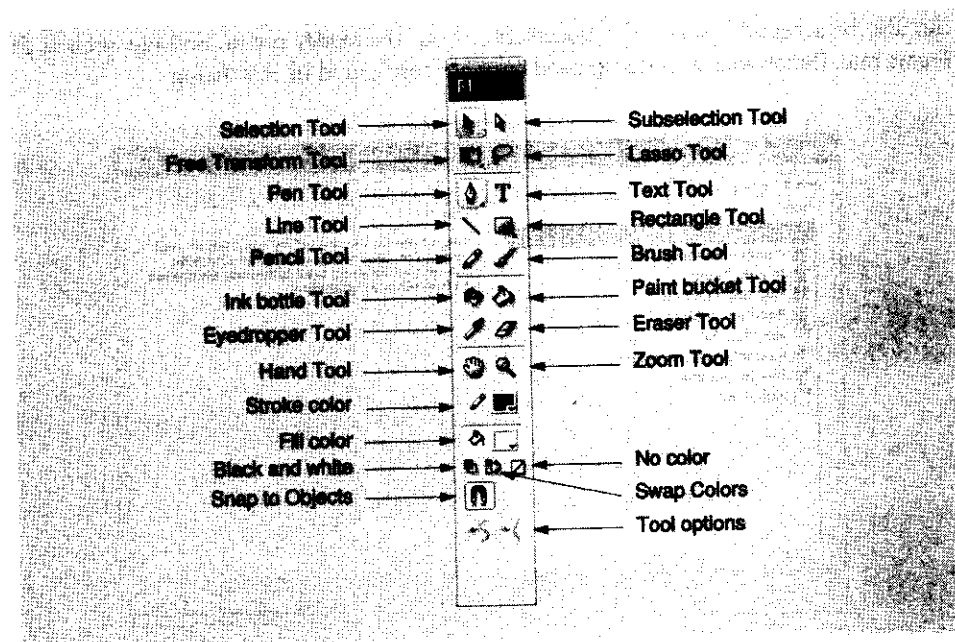 Fl
Selection Tool
Subselection Tool
Free Transform Tool
Lasso Tool
Pen Tool
T
Text Tool
Line Tool
Rectangle Tool
Pencil Tool
Brush Tool
Ink bottle Tool
Paint bucket Tool
Eyedropper Tool
Eraser Tool
Hand Tool
Zoom Tool
Stroke color
Fill color
Black and white
No color
Snap to Objects
Swap Colors
Tool options